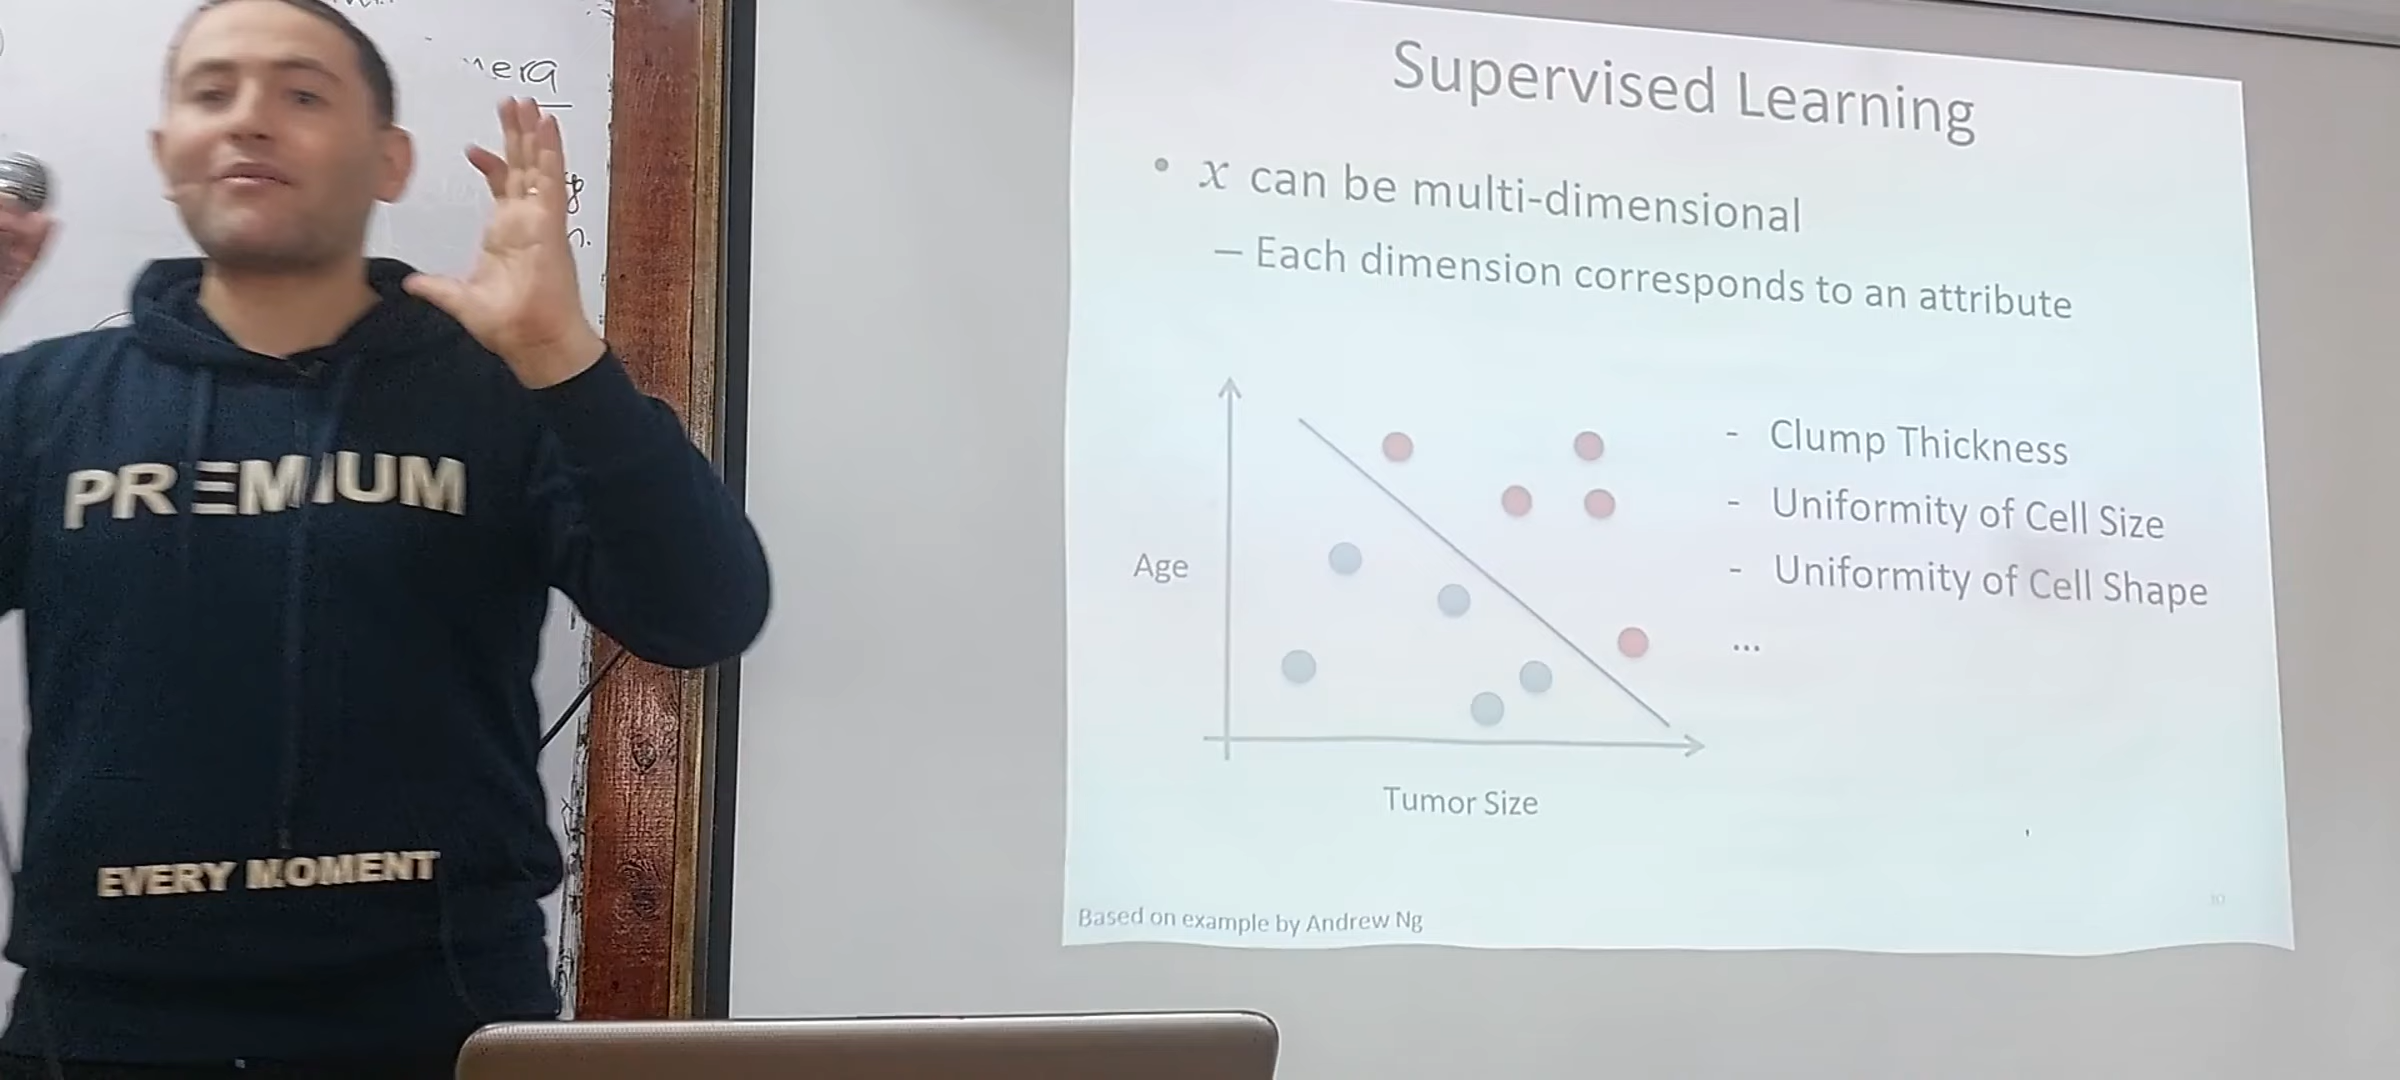 Supervised Learning
• x can be multi-dimensional
– Each dimension corresponds to an attribute
Age
Tumor Size
- Clump Thickness
- Uniformity of Cell Size
- Uniformity of Cell Shape
...
Based on example by Andrew Ng
10
PREMIUM
EVERY MOMENT